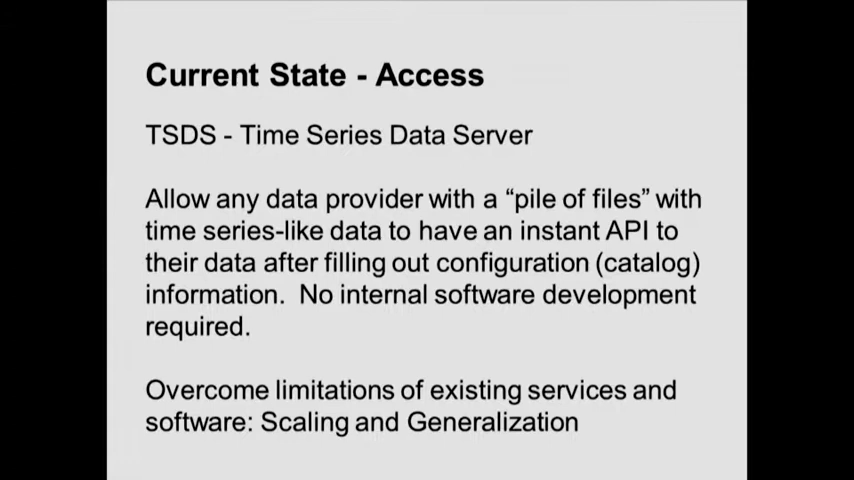 Current State - Access
TSDS - Time Series Data Server
Allow any data provider with a “pile of files” with
time series-like data to have an instant API to
their data after filling out configuration (catalog)
information.  No internal software development
required.
Overcome limitations of existing services and
software: Scaling and Generalization